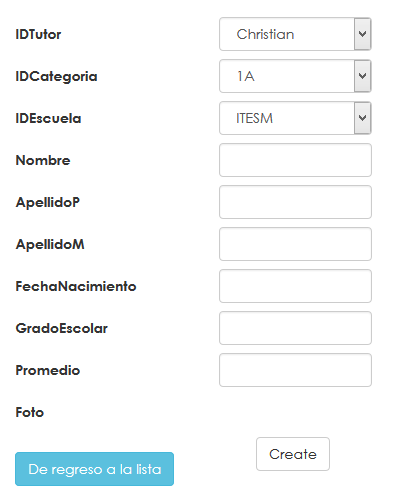 IDTutor Christian
IDCategoria 1A
IDEscuela ITESM
Nombre
ApellidoP
ApellidoM
FechaNacimiento
GradoEscolar
Promedio
Foto
Create
De regreso a la lista